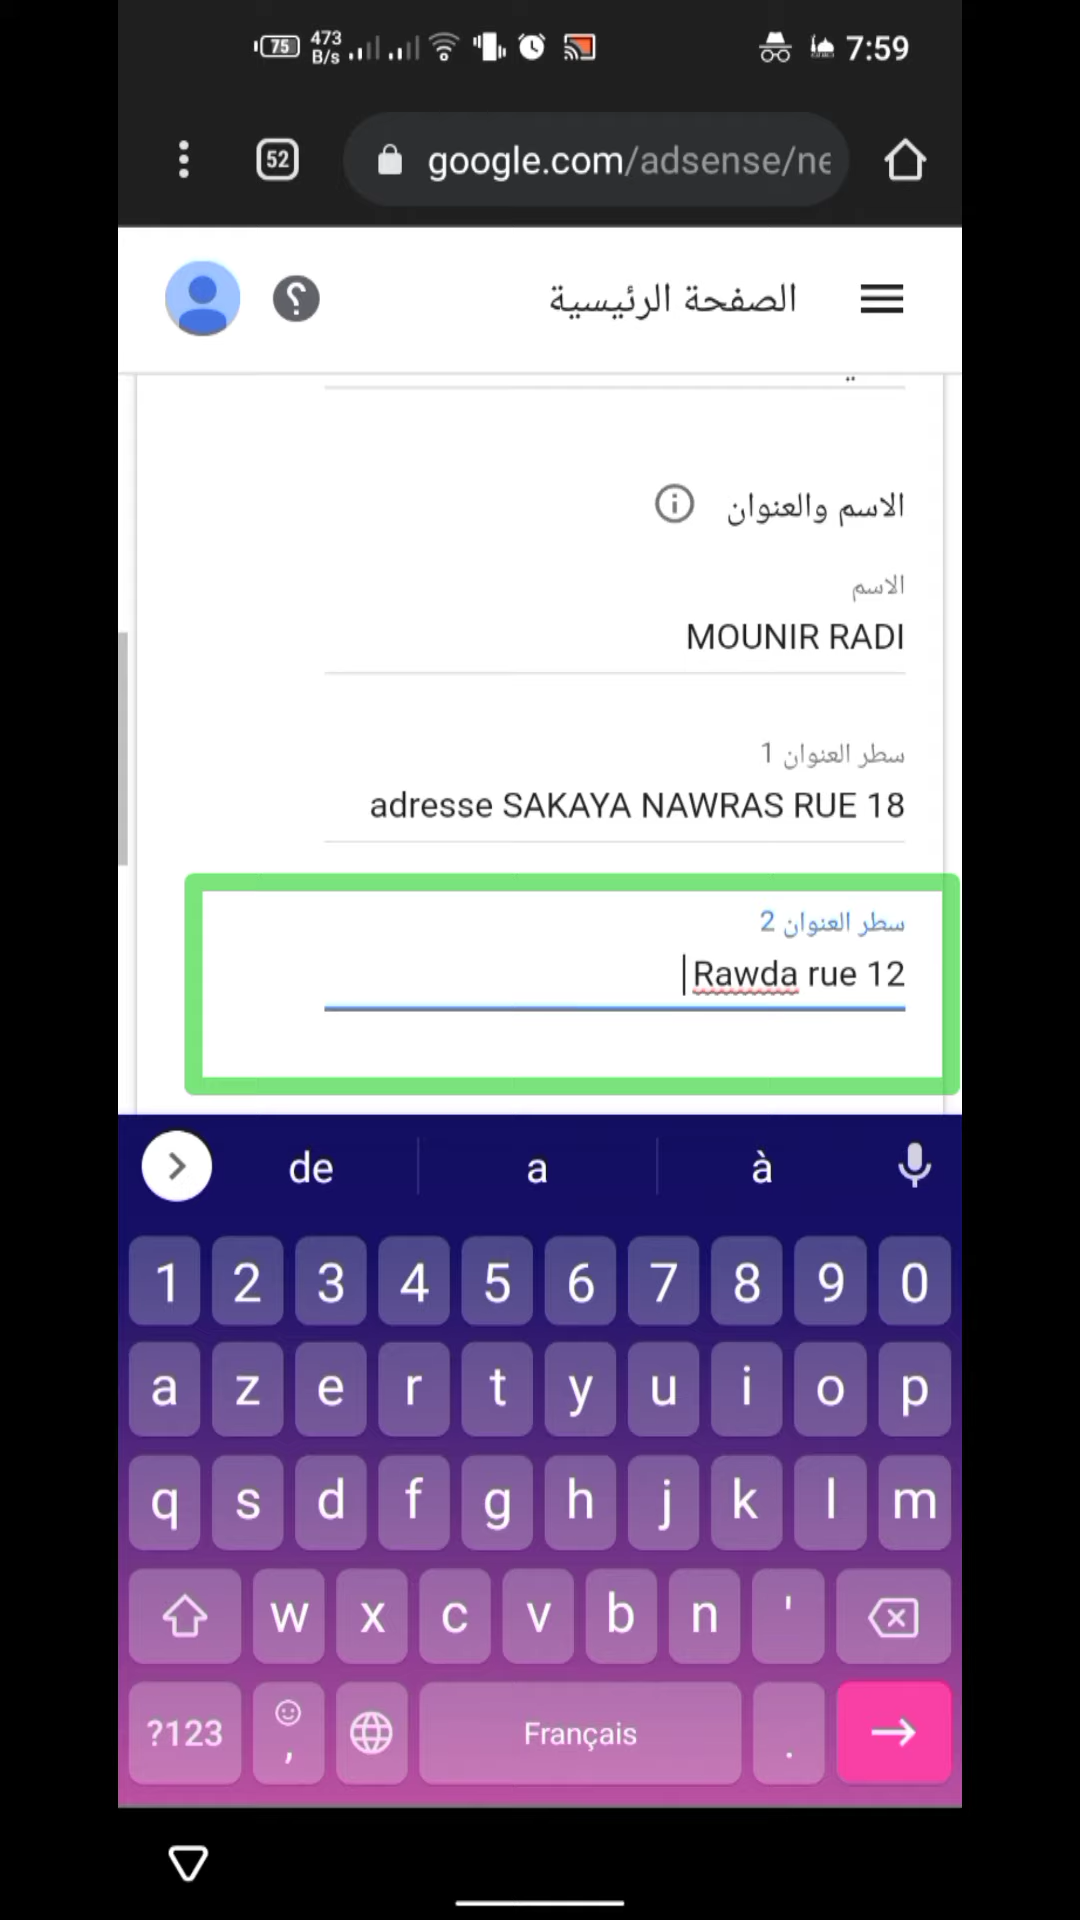 75 473 B/s 7:59
52 google.com/adsense/ne
الصفحة الرئيسية
الاسم والعنوان
الاسم
MOUNIR RADI
سطر العنوان 1
adresse SAKAYA NAWRAS RUE 18
سطر العنوان 2
Rawda rue 12
de a à
1 2 3 4 5 6 7 8 9 0
a z e r t y u i o p
q s d f g h j k l m
w x c v b n '
?123 , Français .